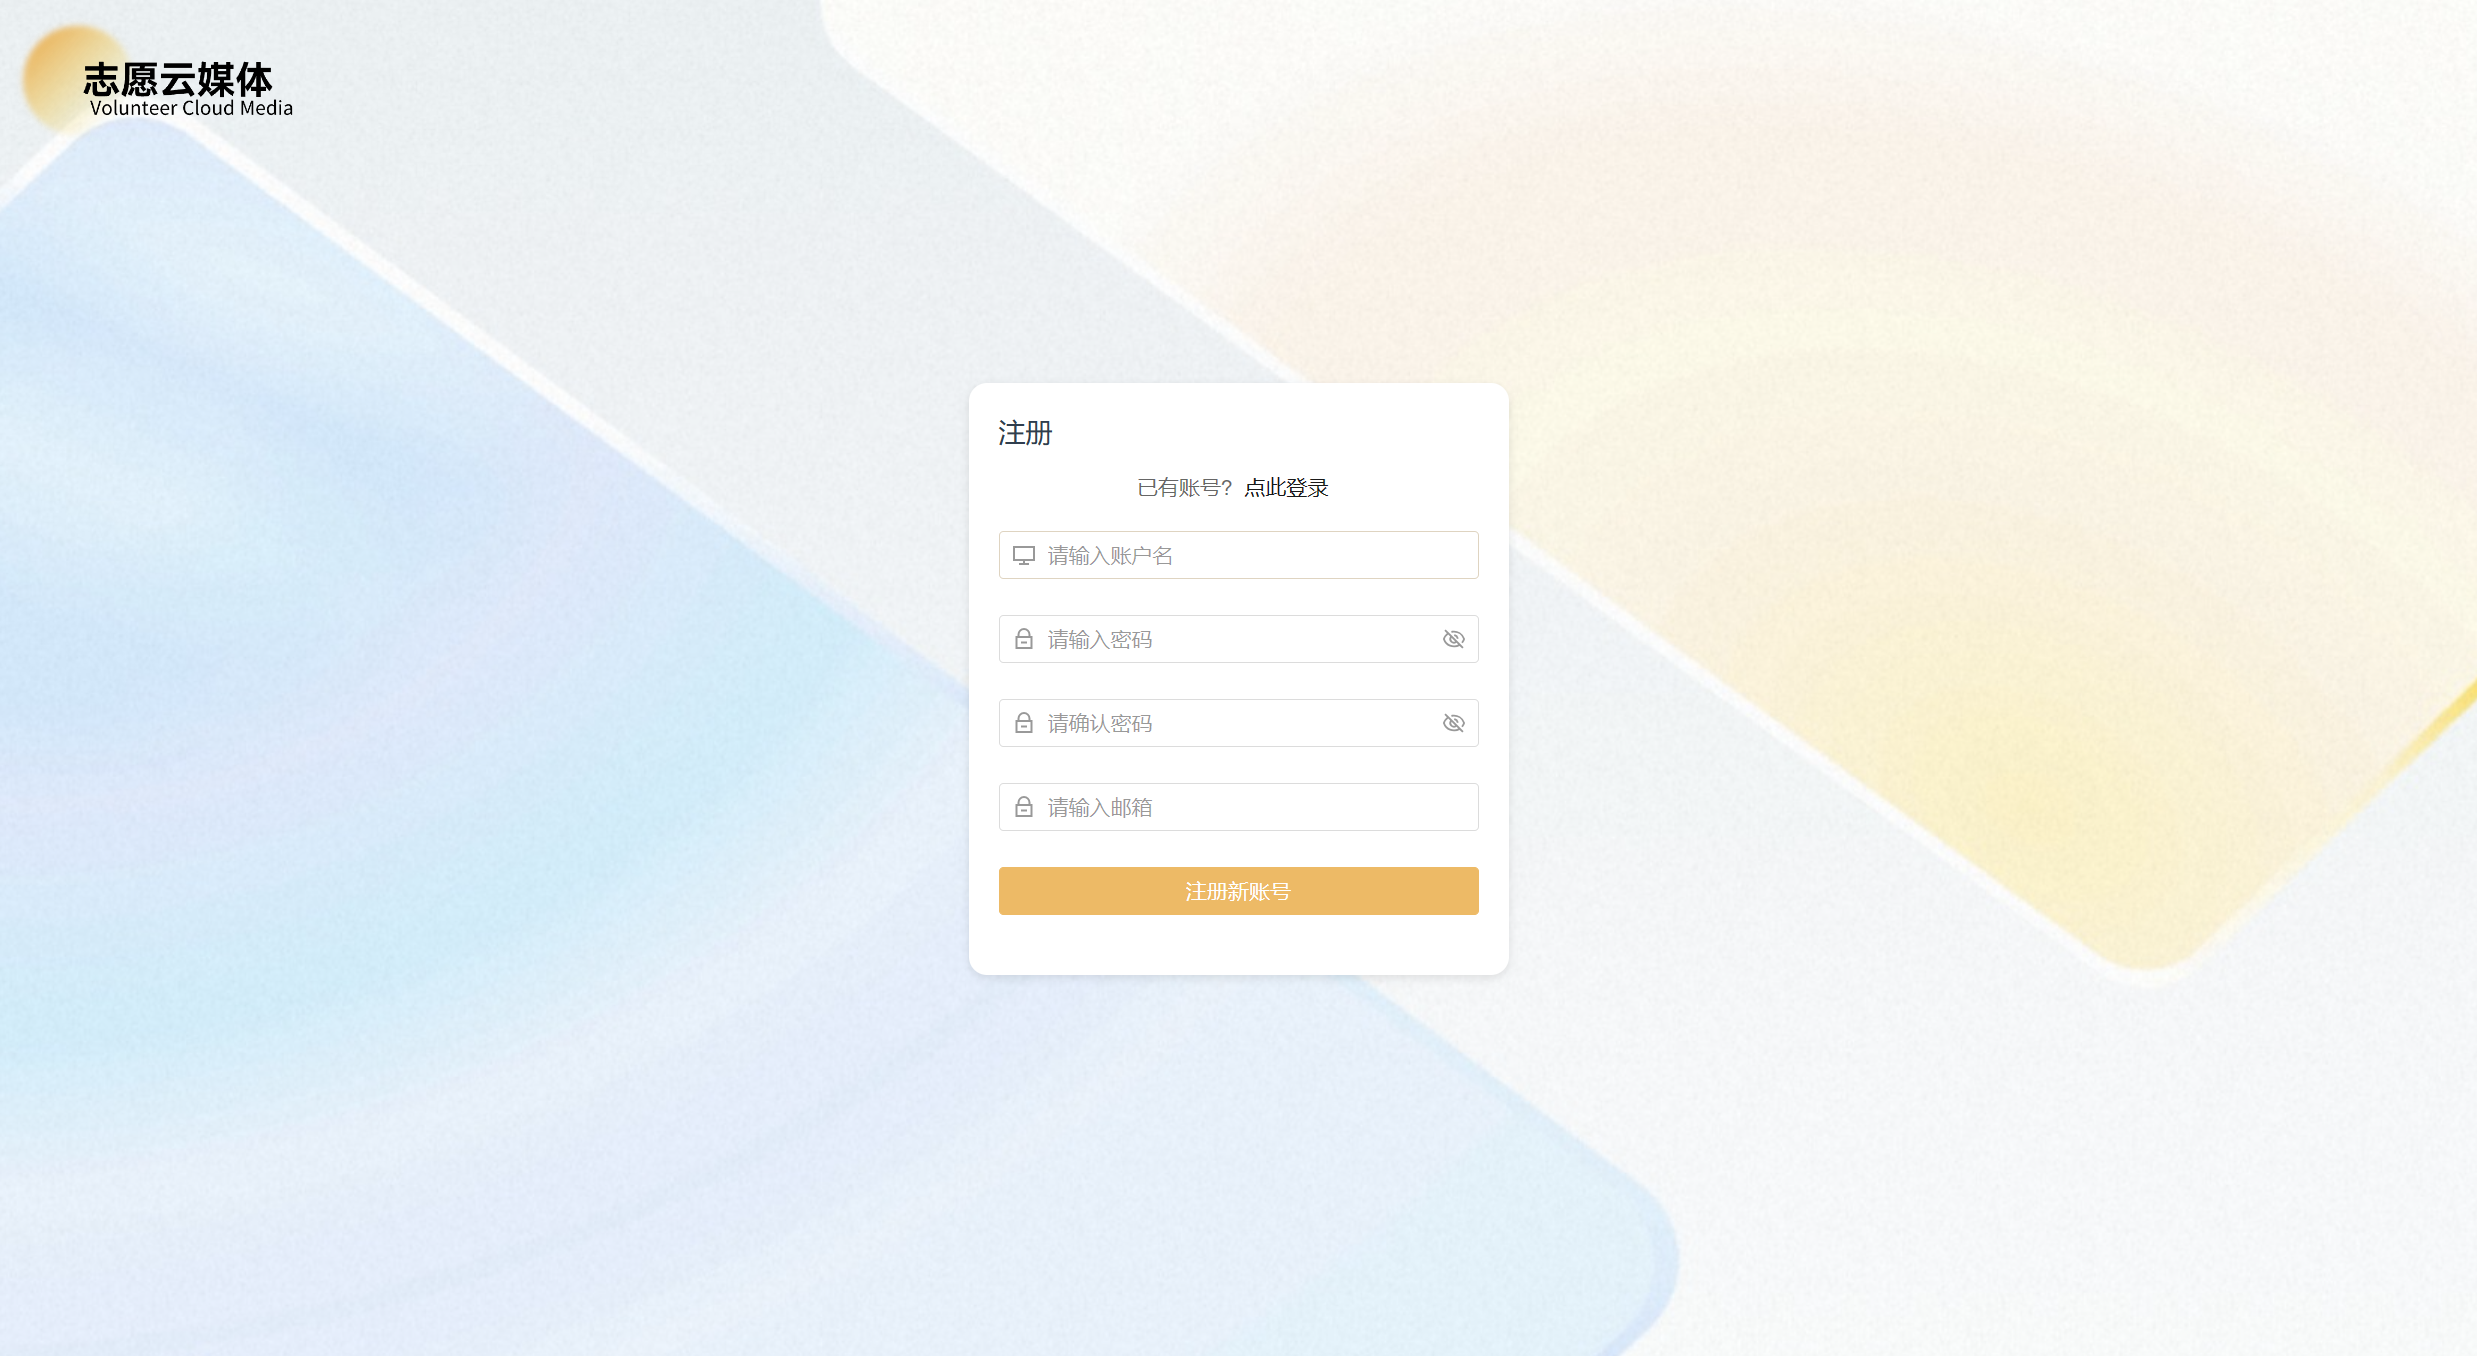 志愿云媒体
Volunteer Cloud Media
注册
已有账号? 点此登录
请输入账户名
请输入密码
请确认密码
请输入邮箱
注册新账号